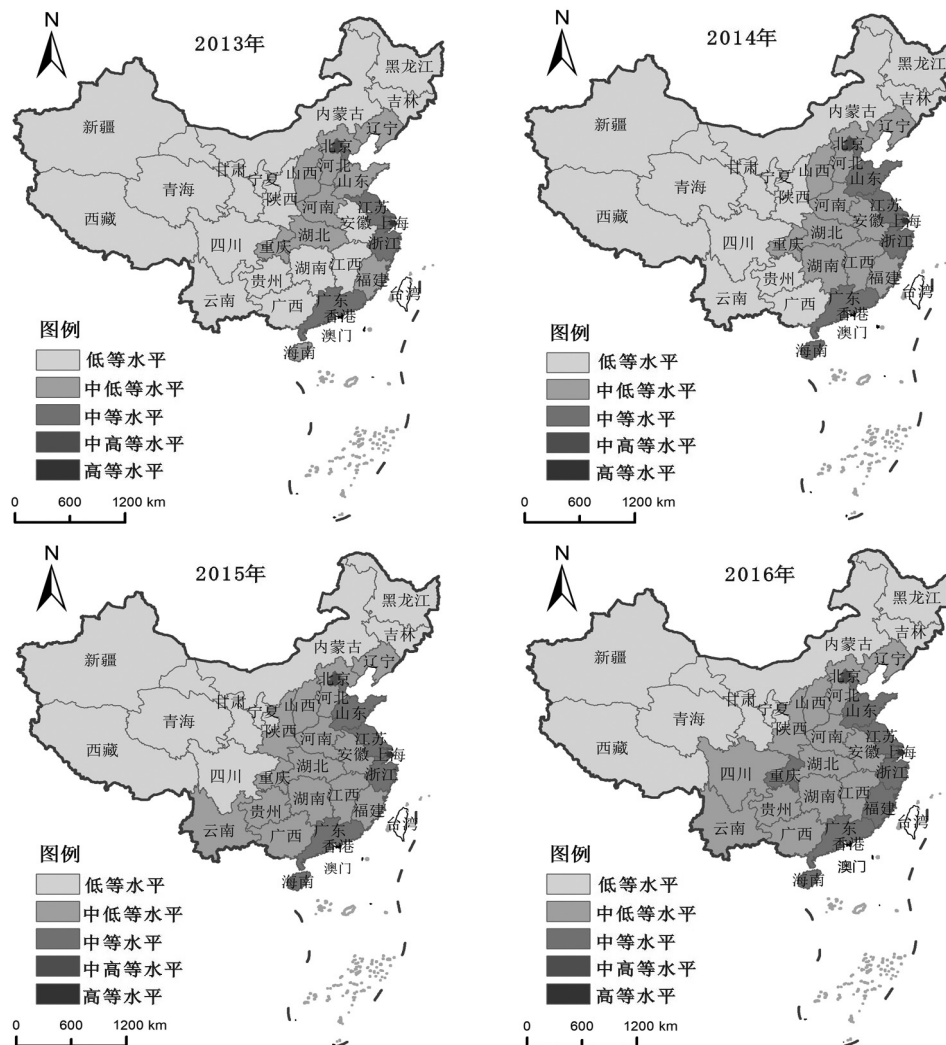 N
2013年
黑龙江
吉林
内蒙古
辽宁
新疆
北京
河北
甘肃
宁夏
山西
山东
青海
陕西
河南
江苏
西藏
安徽
上海
四川
重庆
湖北
浙江
贵州
湖南
江西
福建
云南
广西
广东
台湾
香港
澳门
海南
图例
低等水平
中低等水平
中等水平
中高等水平
高等水平
0 600 1200 km
N
2014年
黑龙江
吉林
内蒙古
辽宁
新疆
北京
河北
甘肃
宁夏
山西
山东
青海
陕西
河南
江苏
西藏
安徽
上海
四川
重庆
湖北
浙江
贵州
湖南
江西
福建
云南
广西
广东
台湾
香港
澳门
海南
图例
低等水平
中低等水平
中等水平
中高等水平
高等水平
0 600 1200 km
N
2015年
黑龙江
吉林
内蒙古
辽宁
新疆
北京
河北
甘肃
宁夏
山西
山东
青海
陕西
河南
江苏
西藏
安徽
上海
四川
重庆
湖北
浙江
贵州
湖南
江西
福建
云南
广西
广东
台湾
香港
澳门
海南
图例
低等水平
中低等水平
中等水平
中高等水平
高等水平
0 600 1200 km
N
2016年
黑龙江
吉林
内蒙古
辽宁
新疆
北京
河北
甘肃
宁夏
山西
山东
青海
陕西
河南
江苏
西藏
安徽
上海
四川
重庆
湖北
浙江
贵州
湖南
江西
福建
云南
广西
广东
台湾
香港
澳门
海南
图例
低等水平
中低等水平
中等水平
中高等水平
高等水平
0 600 1200 km